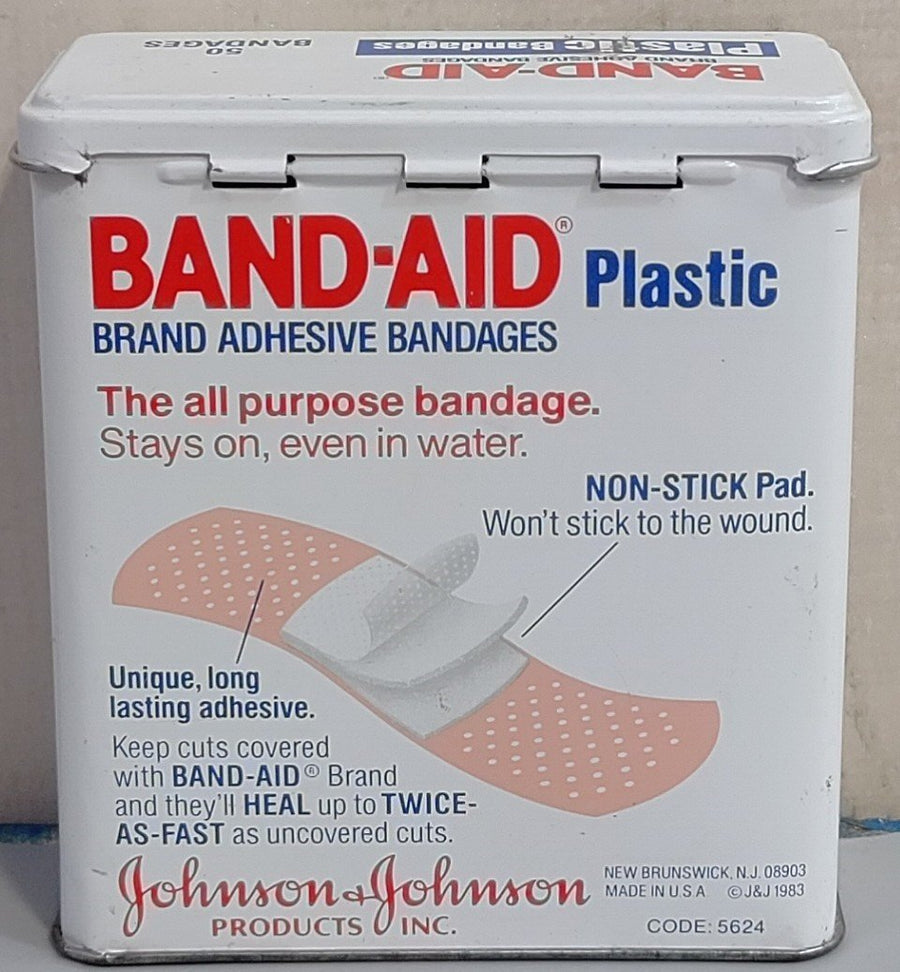 50
BANDAGES
Plastic Bandages
BRAND ADHESIVE BANDAGES
BAND-AID
BAND-AID® Plastic
BRAND ADHESIVE BANDAGES
The all purpose bandage.
Stays on, even in water.
NON-STICK Pad.
Won't stick to the wound.
Unique, long
lasting adhesive.
Keep cuts covered
with BAND-AID® Brand
and they'll HEAL up to TWICE-
AS-FAST as uncovered cuts.
Johnson & Johnson
PRODUCTS INC.
NEW BRUNSWICK, N.J. 08903
MADE IN U.S.A ©J&J 1983
CODE: 5624